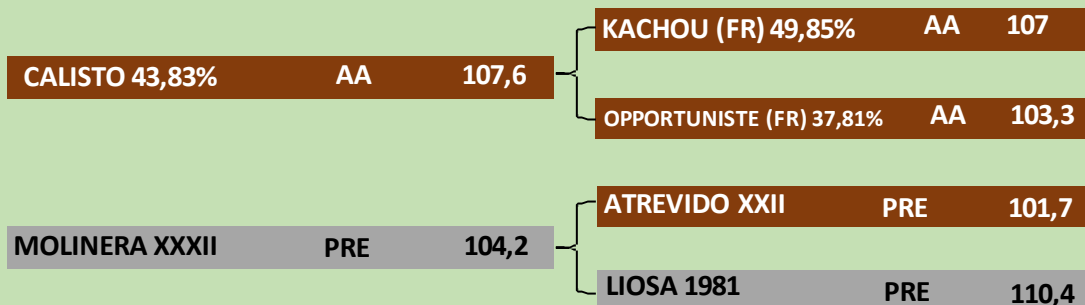 KACHOU (FR) 49,85% AA 107
CALISTO 43,83% AA 107,6
OPPORTUNISTE (FR) 37,81% AA 103,3
ATREVIDO XXII PRE 101,7
MOLINERA XXXII PRE 104,2
LIOSA 1981 PRE 110,4